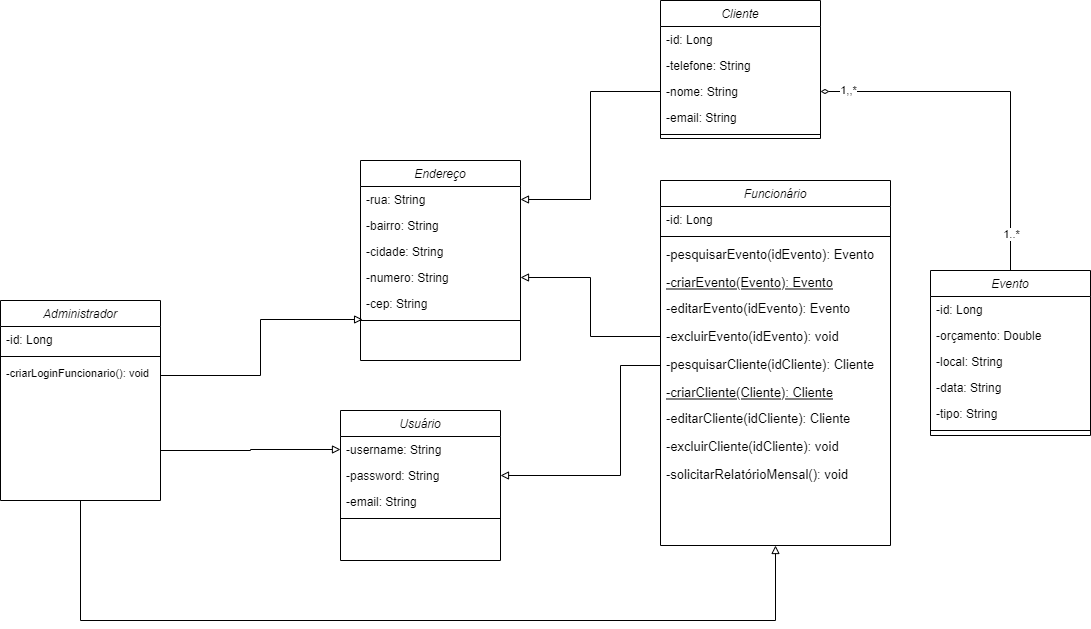 Cliente
-id: Long
-telefone: String
-nome: String
-email: String
1,,*
1..*
Endereço
-rua: String
-bairro: String
-cidade: String
-numero: String
-cep: String
Funcionário
-id: Long
-pesquisarEvento(idEvento): Evento
-criarEvento(Evento): Evento
-editarEvento(idEvento): Evento
-excluirEvento(idEvento): void
-pesquisarCliente(idCliente): Cliente
-criarCliente(Cliente): Cliente
-editarCliente(idCliente): Cliente
-excluirCliente(idCliente): void
-solicitarRelatórioMensal(): void
Evento
-id: Long
-orçamento: Double
-local: String
-data: String
-tipo: String
Administrador
-id: Long
-criarLoginFuncionario(): void
Usuário
-username: String
-password: String
-email: String